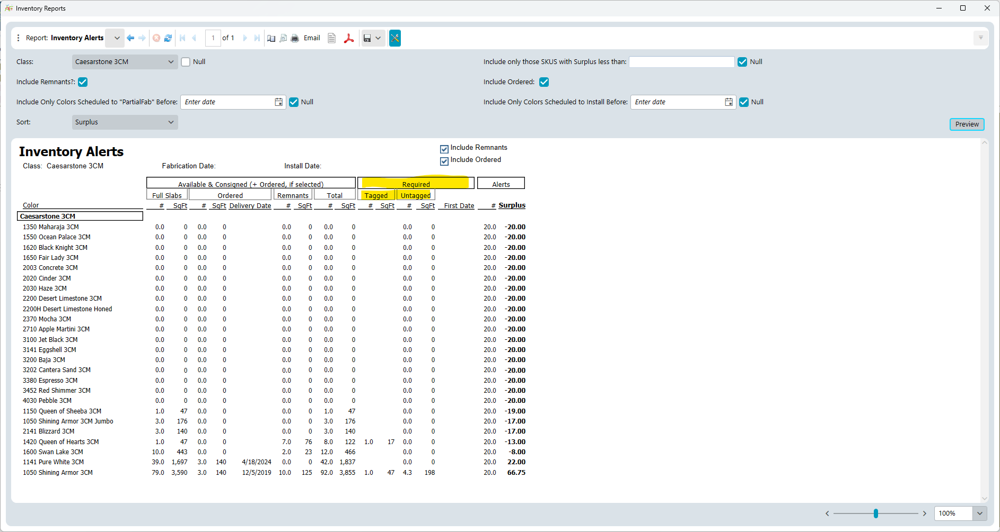 Inventory Reports
Report: Inventory Alerts 1 of 1 Email
Class: Caesarstone 3CM Null Include only those SKUS with Surplus less than: Null
Include Remnants?: Include Ordered:
Include Only Colors Scheduled to "PartialFab" Before: Enter date Null Include Only Colors Scheduled to Install Before: Enter date Null
Sort: Surplus
Preview
Inventory Alerts Include Remnants
Include Ordered
Class: Caesarstone 3CM Fabrication Date: Install Date:
Available & Consigned (+ Ordered, if selected) Required Alerts
Full Slabs Ordered Remnants Total Tagged Untagged
Color # SqFt # SqFt Delivery Date # SqFt # SqFt # SqFt # SqFt First Date # Surplus
Caesarstone 3CM
1350 Maharaja 3CM 0.0 0 0.0 0 0.0 0 0.0 0 0.0 0 20.0 -20.00
1550 Ocean Palace 3CM 0.0 0 0.0 0 0.0 0 0.0 0 0.0 0 20.0 -20.00
1620 Black Knight 3CM 0.0 0 0.0 0 0.0 0 0.0 0 0.0 0 20.0 -20.00
1650 Fair Lady 3CM 0.0 0 0.0 0 0.0 0 0.0 0 0.0 0 20.0 -20.00
2003 Concrete 3CM 0.0 0 0.0 0 0.0 0 0.0 0 0.0 0 20.0 -20.00
2020 Cinder 3CM 0.0 0 0.0 0 0.0 0 0.0 0 0.0 0 20.0 -20.00
2030 Haze 3CM 0.0 0 0.0 0 0.0 0 0.0 0 0.0 0 20.0 -20.00
2200 Desert Limestone 3CM 0.0 0 0.0 0 0.0 0 0.0 0 0.0 0 20.0 -20.00
2200H Desert Limestone Honed 0.0 0 0.0 0 0.0 0 0.0 0 0.0 0 20.0 -20.00
2370 Mocha 3CM 0.0 0 0.0 0 0.0 0 0.0 0 0.0 0 20.0 -20.00
2710 Apple Martini 3CM 0.0 0 0.0 0 0.0 0 0.0 0 0.0 0 20.0 -20.00
3100 Jet Black 3CM 0.0 0 0.0 0 0.0 0 0.0 0 0.0 0 20.0 -20.00
3141 Eggshell 3CM 0.0 0 0.0 0 0.0 0 0.0 0 0.0 0 20.0 -20.00
3200 Baja 3CM 0.0 0 0.0 0 0.0 0 0.0 0 0.0 0 20.0 -20.00
3202 Cantera Sand 3CM 0.0 0 0.0 0 0.0 0 0.0 0 0.0 0 20.0 -20.00
3380 Espresso 3CM 0.0 0 0.0 0 0.0 0 0.0 0 0.0 0 20.0 -20.00
3452 Red Shimmer 3CM 0.0 0 0.0 0 0.0 0 0.0 0 0.0 0 20.0 -20.00
4030 Pebble 3CM 0.0 0 0.0 0 0.0 0 0.0 0 0.0 0 20.0 -20.00
1150 Queen of Sheeba 3CM 1.0 47 0.0 0 0.0 0 1.0 47 0.0 0 20.0 -19.00
1050 Shining Armor 3CM Jumbo 3.0 176 0.0 0 0.0 0 3.0 176 0.0 0 20.0 -17.00
2141 Blizzard 3CM 3.0 140 0.0 0 0.0 0 3.0 140 0.0 0 20.0 -17.00
1420 Queen of Hearts 3CM 1.0 47 0.0 0 7.0 76 8.0 122 1.0 17 0.0 0 20.0 -13.00
1600 Swan Lake 3CM 10.0 443 0.0 0 2.0 23 12.0 466 0.0 0 20.0 -8.00
1141 Pure White 3CM 39.0 1,697 3.0 140 4/18/2024 0.0 0 42.0 1,837 0.0 0 20.0 22.00
1050 Shining Armor 3CM 79.0 3,590 3.0 140 12/5/2019 10.0 125 92.0 3,855 1.0 47 4.3 198 20.0 66.75
100%